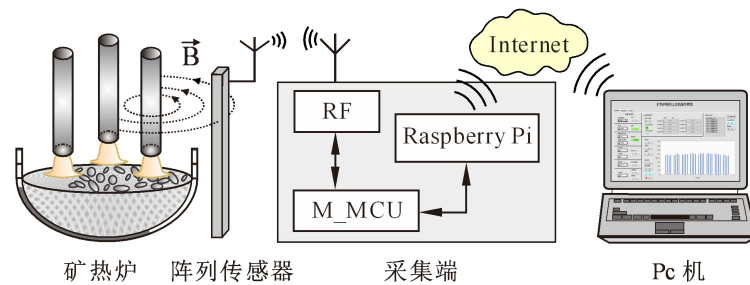 B
Internet
RF
Raspberry Pi
M_MCU
矿热炉
阵列传感器
采集端
Pc 机